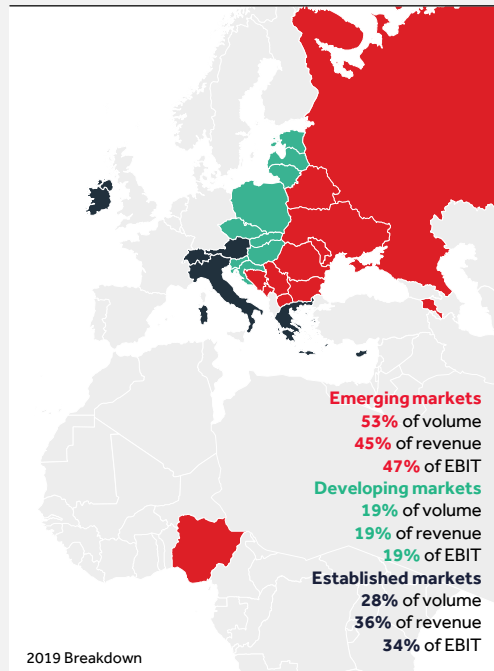 Emerging markets
53% of volume
45% of revenue
47% of EBIT
Developing markets
19% of volume
19% of revenue
19% of EBIT
Established markets
28% of volume
36% of revenue
34% of EBIT
2019 Breakdown